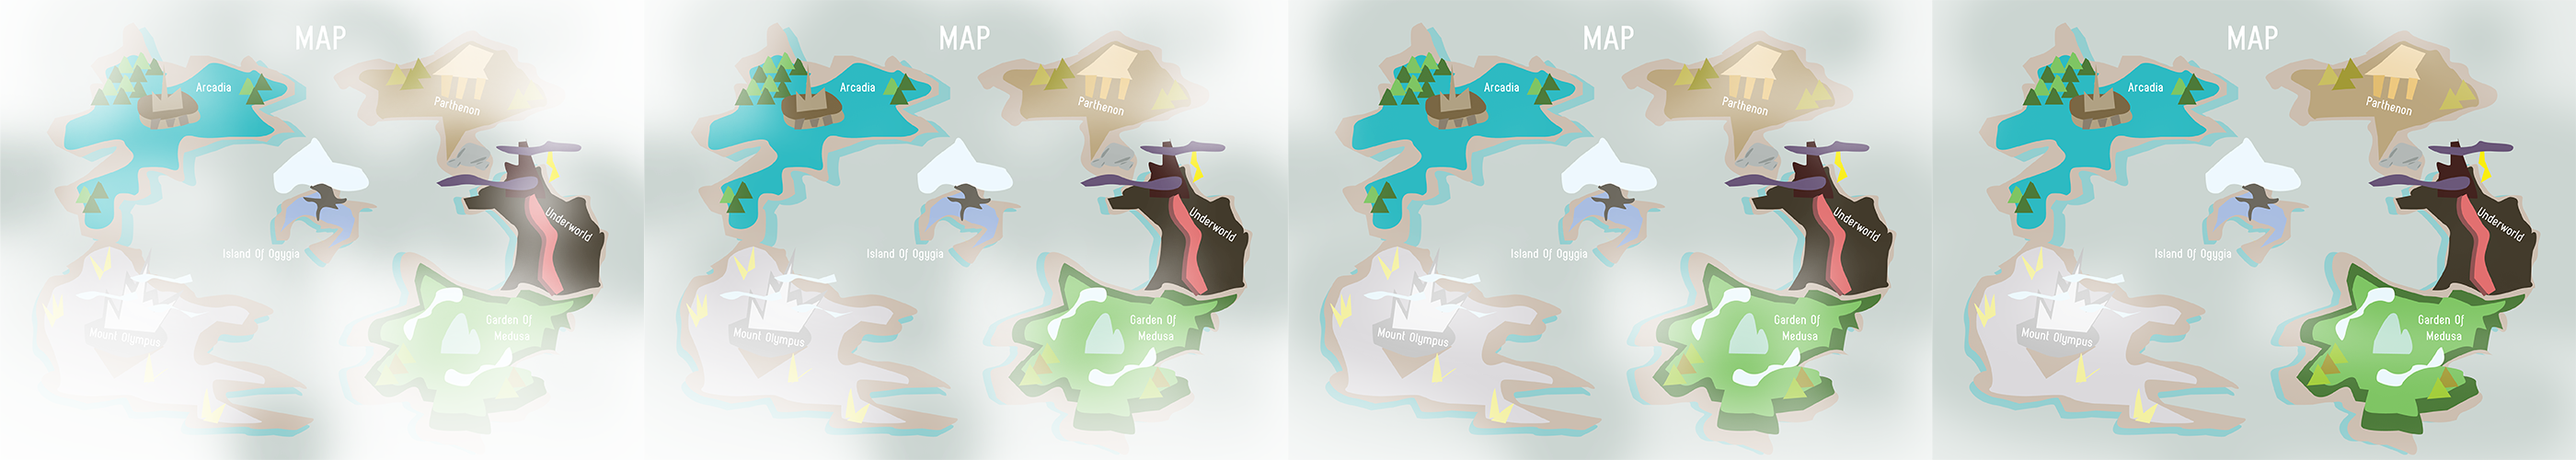 MAP
Arcadia
Parthenon
Underworld
Island Of Ogygia
Garden Of
Medusa
Mount Olympus
MAP
Arcadia
Parthenon
Underworld
Island Of Ogygia
Garden Of
Medusa
Mount Olympus
MAP
Arcadia
Parthenon
Underworld
Island Of Ogygia
Garden Of
Medusa
Mount Olympus
MAP
Arcadia
Parthenon
Underworld
Island Of Ogygia
Garden Of
Medusa
Mount Olympus